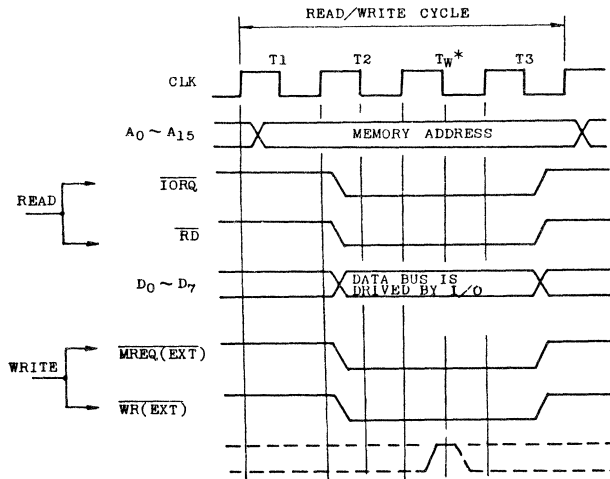 READ/WRITE CYCLE
T1 T2 TW* T3
CLK
A0 ~ A15 MEMORY ADDRESS
IORQ
READ
RD
D0 ~ D7 DATA BUS IS DRIVED BY I/O
MREQ(EXT)
WRITE
WR(EXT)